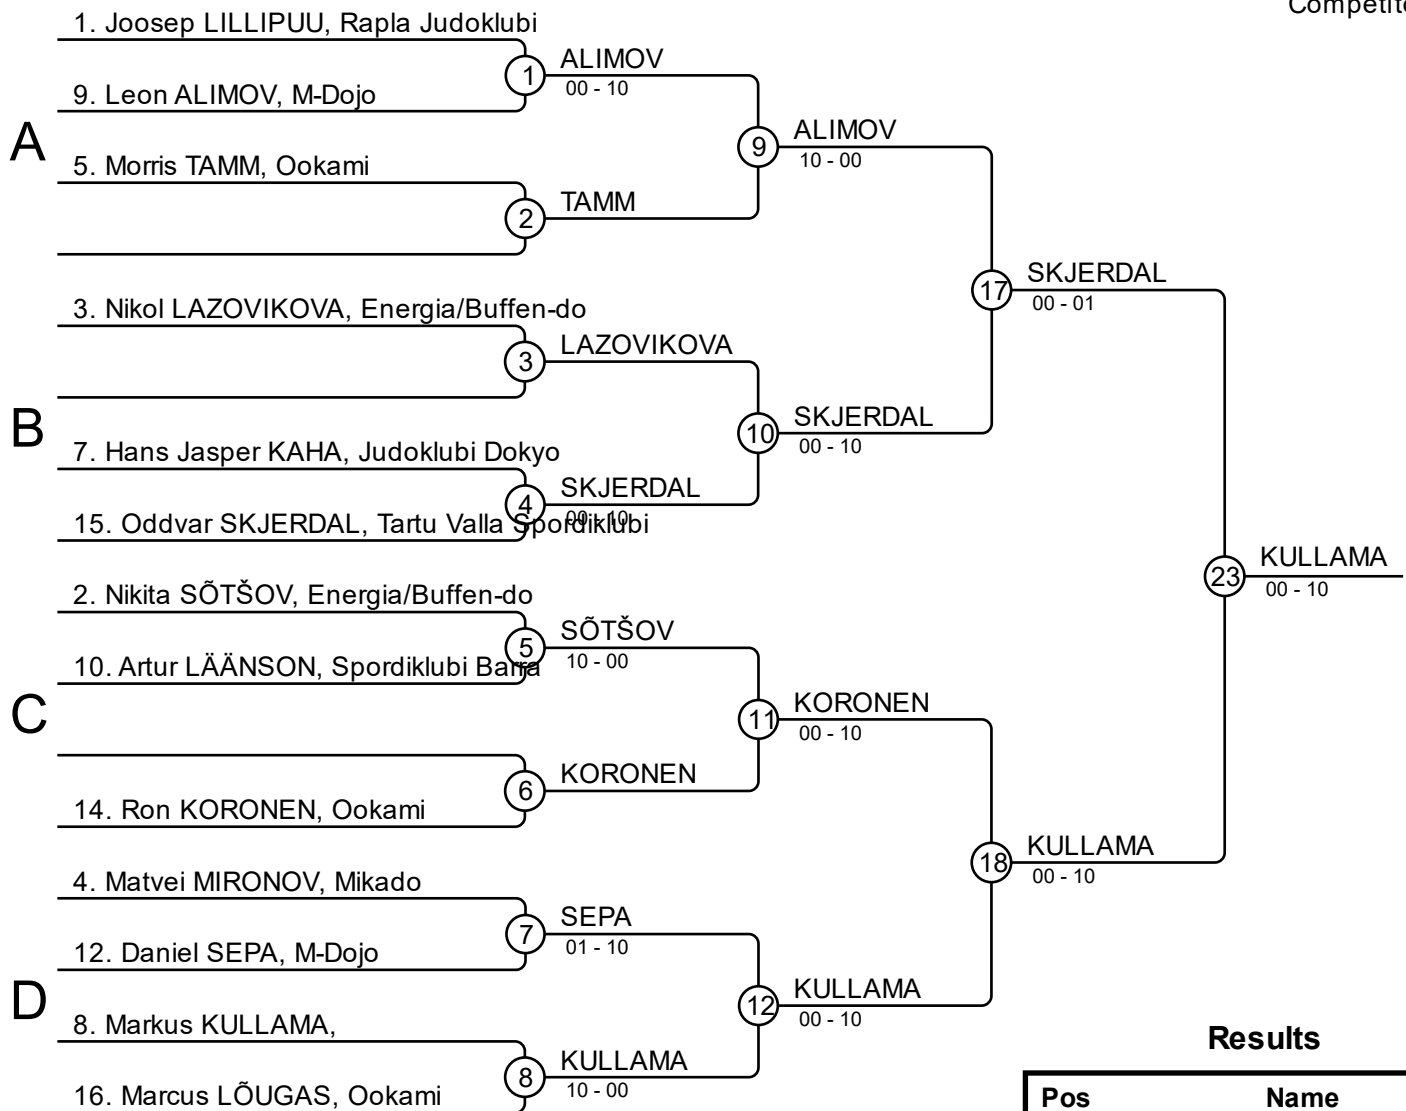 Competito
1. Joosep LILLIPUU, Rapla Judoklubi
1 ALIMOV
00 - 10
9. Leon ALIMOV, M-Dojo
A
9 ALIMOV
10 - 00
5. Morris TAMM, Ookami
2 TAMM
17 SKJERDAL
00 - 01
3. Nikol LAZOVIKOVA, Energia/Buffen-do
3 LAZOVIKOVA
B
10 SKJERDAL
00 - 10
7. Hans Jasper KAHA, Judoklubi Dokyo
4 SKJERDAL
00 - 10
15. Oddvar SKJERDAL, Tartu Valla Spordiklubi
23 KULLAMA
00 - 10
2. Nikita SÕTŠOV, Energia/Buffen-do
5 SÕTŠOV
10 - 00
10. Artur LÄÄNSON, Spordiklubi Barra
C
11 KORONEN
00 - 10
6 KORONEN
14. Ron KORONEN, Ookami
18 KULLAMA
00 - 10
4. Matvei MIRONOV, Mikado
7 SEPA
01 - 10
12. Daniel SEPA, M-Dojo
D
12 KULLAMA
00 - 10
8. Markus KULLAMA,
8 KULLAMA
10 - 00
16. Marcus LÕUGAS, Ookami
Results
Pos Name